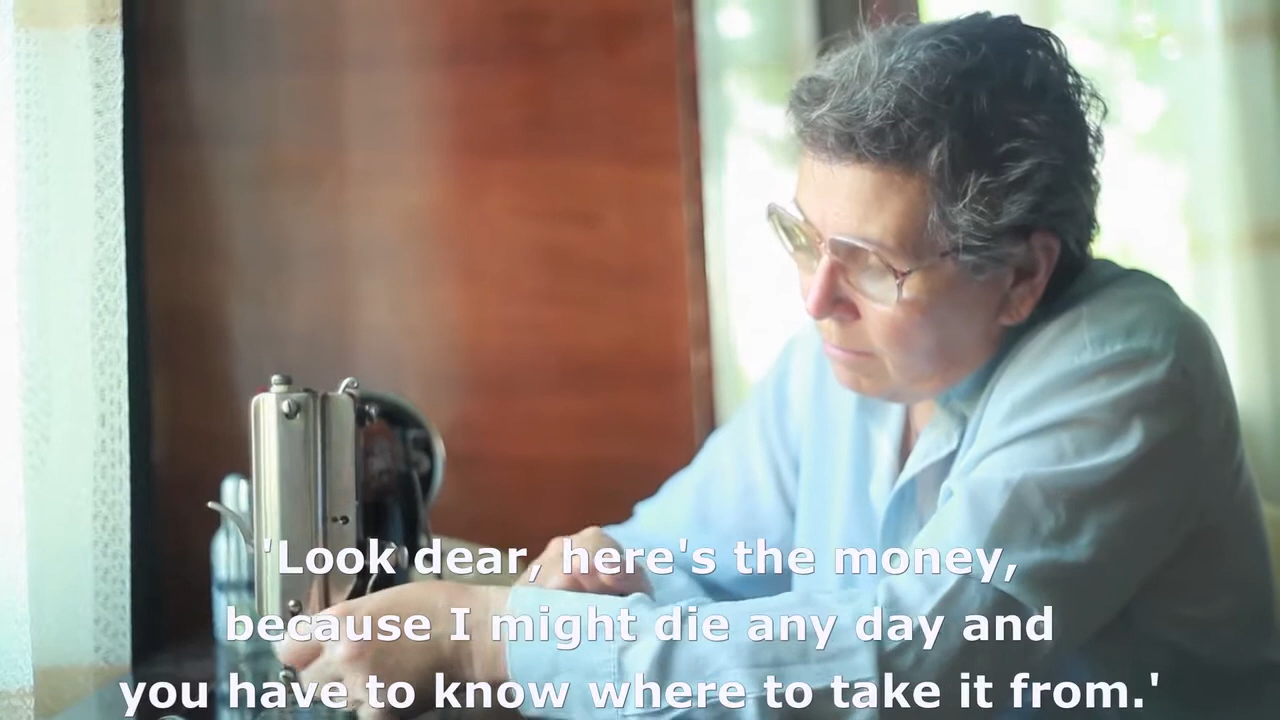 'Look dear, here's the money,
because I might die any day and
you have to know where to take it from.'